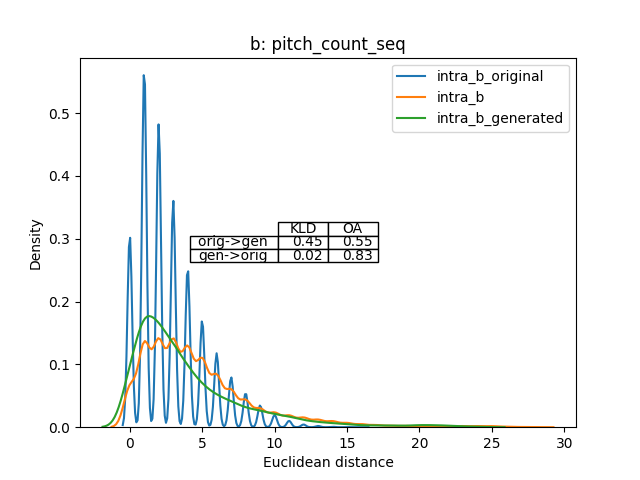 b: pitch_count_seq
intra_b_original
intra_b
intra_b_generated
KLD OA
orig->gen 0.45 0.55
gen->orig 0.02 0.83
Density
0.5
0.4
0.3
0.2
0.1
0.0
0 5 10 15 20 25 30
Euclidean distance